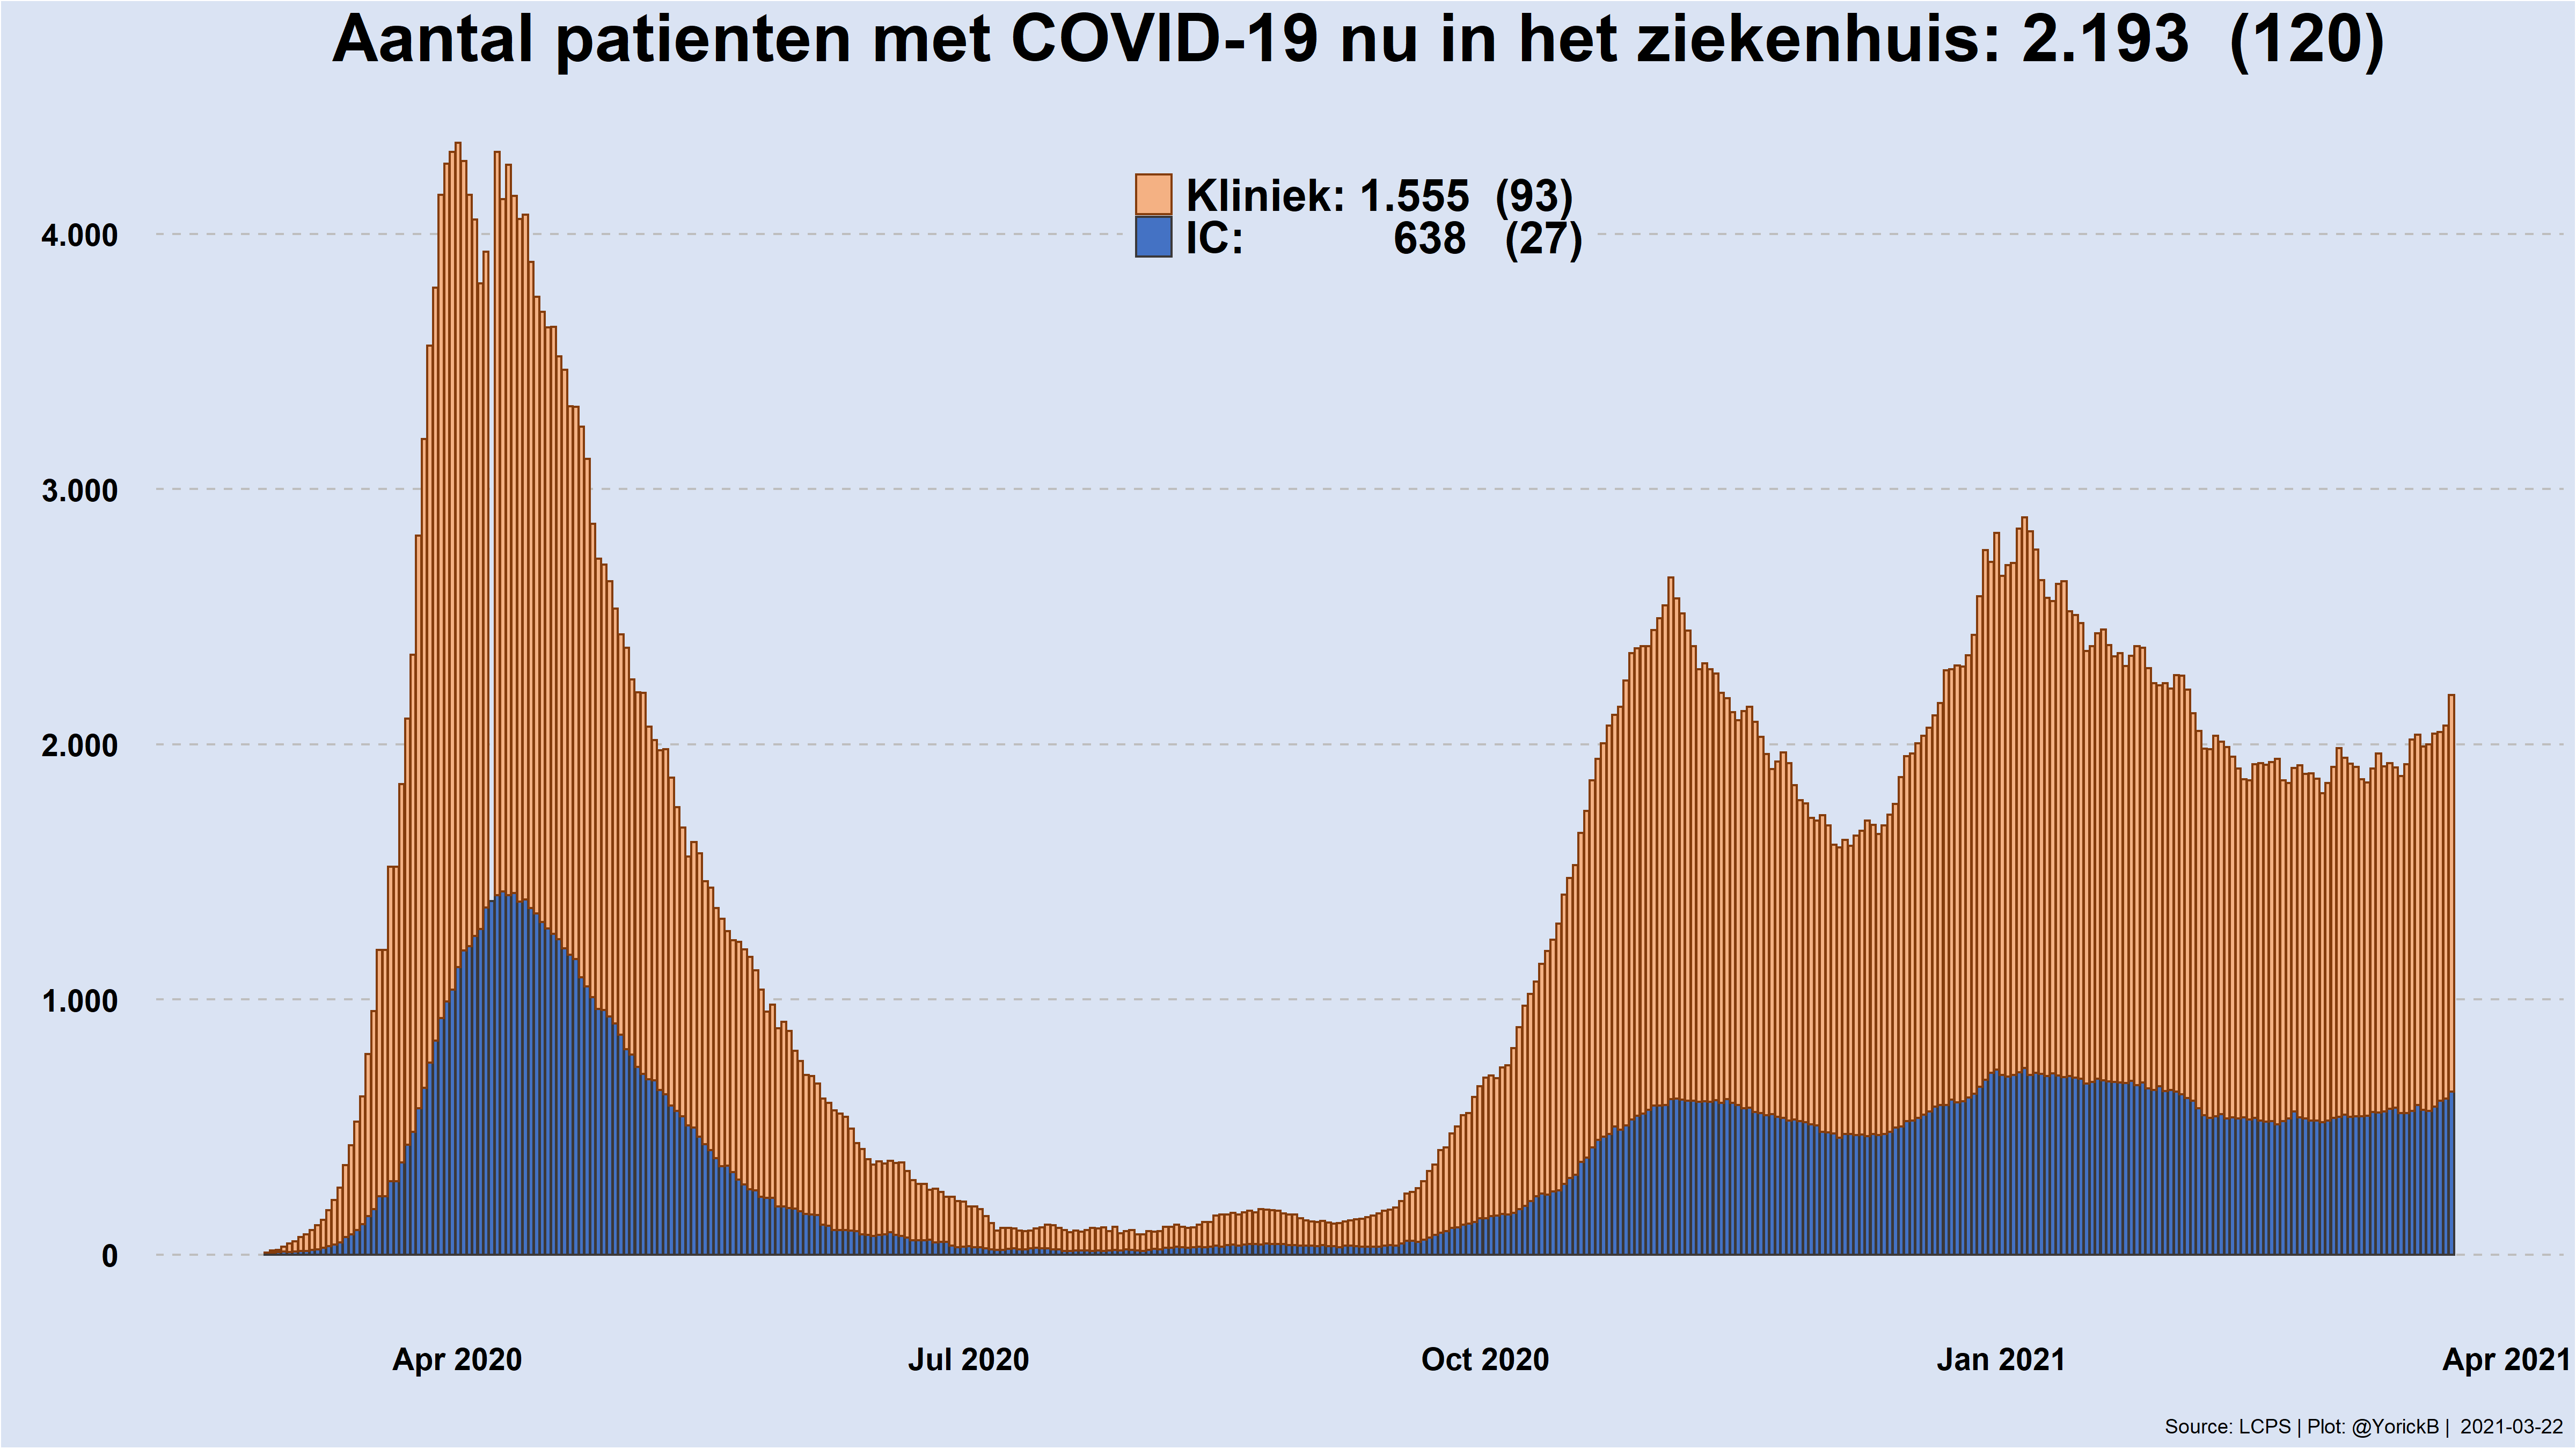 Aantal patienten met COVID-19 nu in het ziekenhuis: 2.193 (120)
Kliniek: 1.555 (93)
IC: 638 (27)
4.000
3.000
2.000
1.000
0
Apr 2020 Jul 2020 Oct 2020 Jan 2021 Apr 2021
Source: LCPS | Plot: @YorickB | 2021-03-22